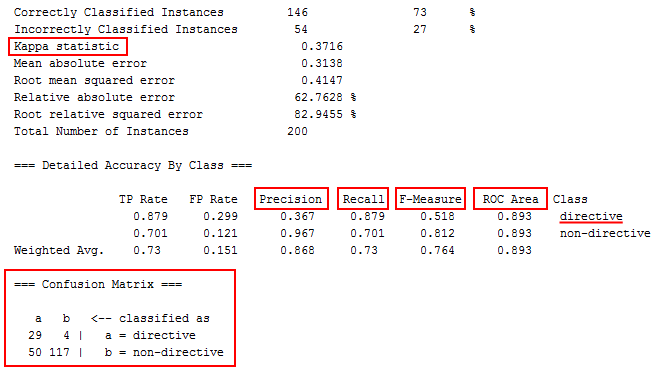 Correctly Classified Instances 146 73 %
Incorrectly Classified Instances 54 27 %
Kappa statistic 0.3716
Mean absolute error 0.3138
Root mean squared error 0.4147
Relative absolute error 62.7628 %
Root relative squared error 82.9455 %
Total Number of Instances 200
=== Detailed Accuracy By Class ===
TP Rate FP Rate Precision Recall F-Measure ROC Area Class
0.879 0.299 0.367 0.879 0.518 0.893 directive
0.701 0.121 0.967 0.701 0.812 0.893 non-directive
Weighted Avg. 0.73 0.151 0.868 0.73 0.764 0.893
=== Confusion Matrix ===
a b <-- classified as
29 4 | a = directive
50 117 | b = non-directive